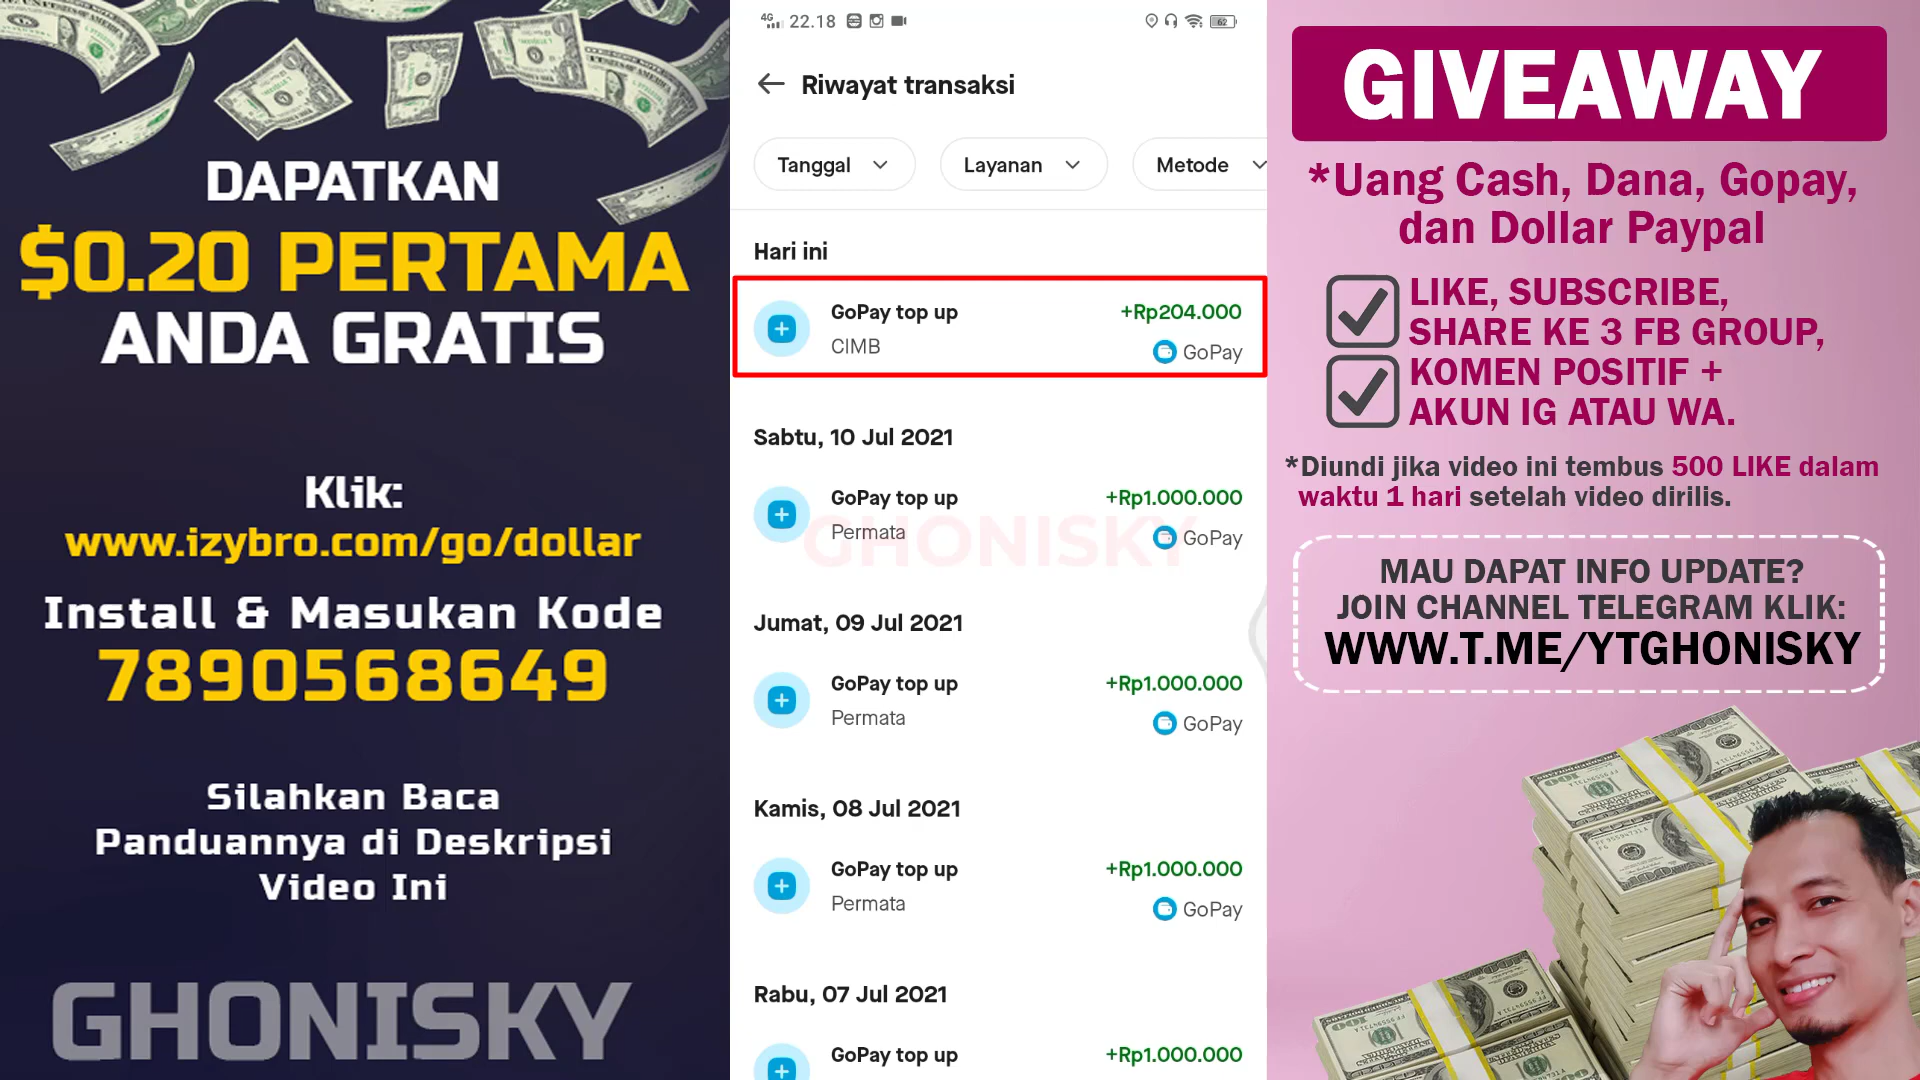 DAPATKAN
$0.20 PERTAMA
ANDA GRATIS
Klik:
www.izybro.com/go/dollar
Install & Masukan Kode
7890568649
Silahkan Baca
Panduannya di Deskripsi
Video Ini
GHONISKY
4G 22.18
62
Riwayat transaksi
Tanggal Layanan Metode
Hari ini
GoPay top up +Rp204.000
CIMB GoPay
Sabtu, 10 Jul 2021
GoPay top up +Rp1.000.000
Permata GoPay
GHONISKY
Jumat, 09 Jul 2021
GoPay top up +Rp1.000.000
Permata GoPay
Kamis, 08 Jul 2021
GoPay top up +Rp1.000.000
Permata GoPay
Rabu, 07 Jul 2021
GoPay top up +Rp1.000.000
GIVEAWAY
*Uang Cash, Dana, Gopay,
dan Dollar Paypal
LIKE, SUBSCRIBE,
SHARE KE 3 FB GROUP,
KOMEN POSITIF +
AKUN IG ATAU WA.
*Diundi jika video ini tembus 500 LIKE dalam
waktu 1 hari setelah video dirilis.
MAU DAPAT INFO UPDATE?
JOIN CHANNEL TELEGRAM KLIK:
WWW.T.ME/YTGHONISKY